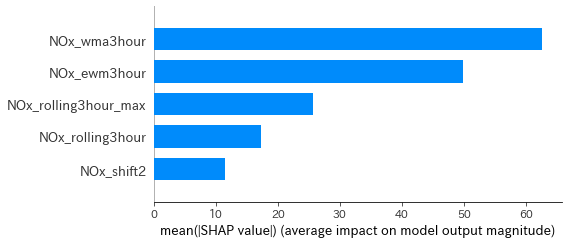 NOx_wma3hour
NOx_ewm3hour
NOx_rolling3hour_max
NOx_rolling3hour
NOx_shift2
0 10 20 30 40 50 60
mean(|SHAP value|) (average impact on model output magnitude)